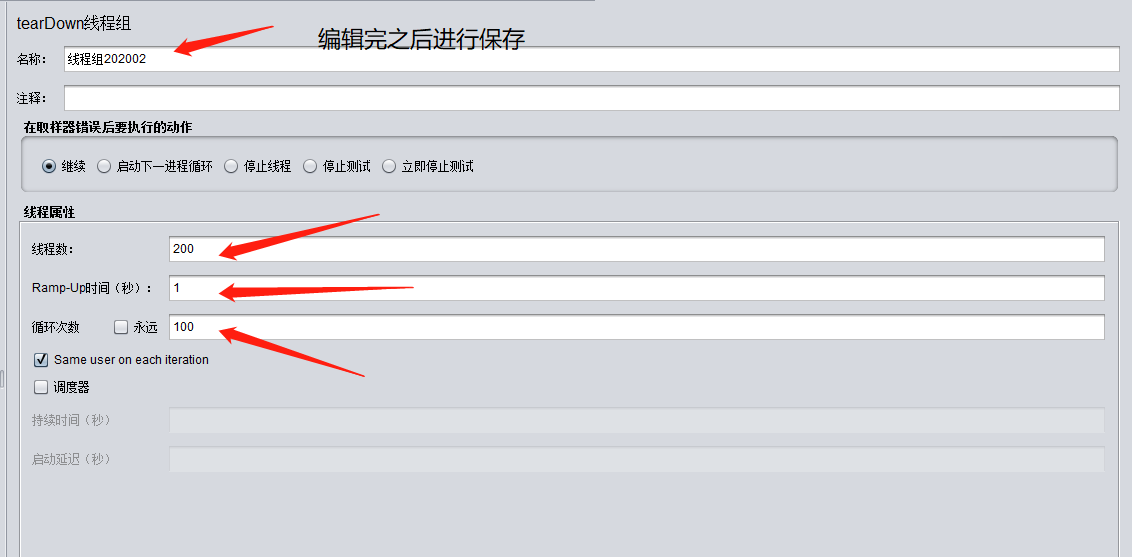 tearDown线程组
编辑完之后进行保存
名称： 线程组202002
注释：
在取样器错误后要执行的动作
继续 启动下一进程循环 停止线程 停止测试 立即停止测试
线程属性
线程数： 200
Ramp-Up时间（秒）： 1
循环次数 永远 100
Same user on each iteration
调度器
持续时间（秒）
启动延迟（秒）